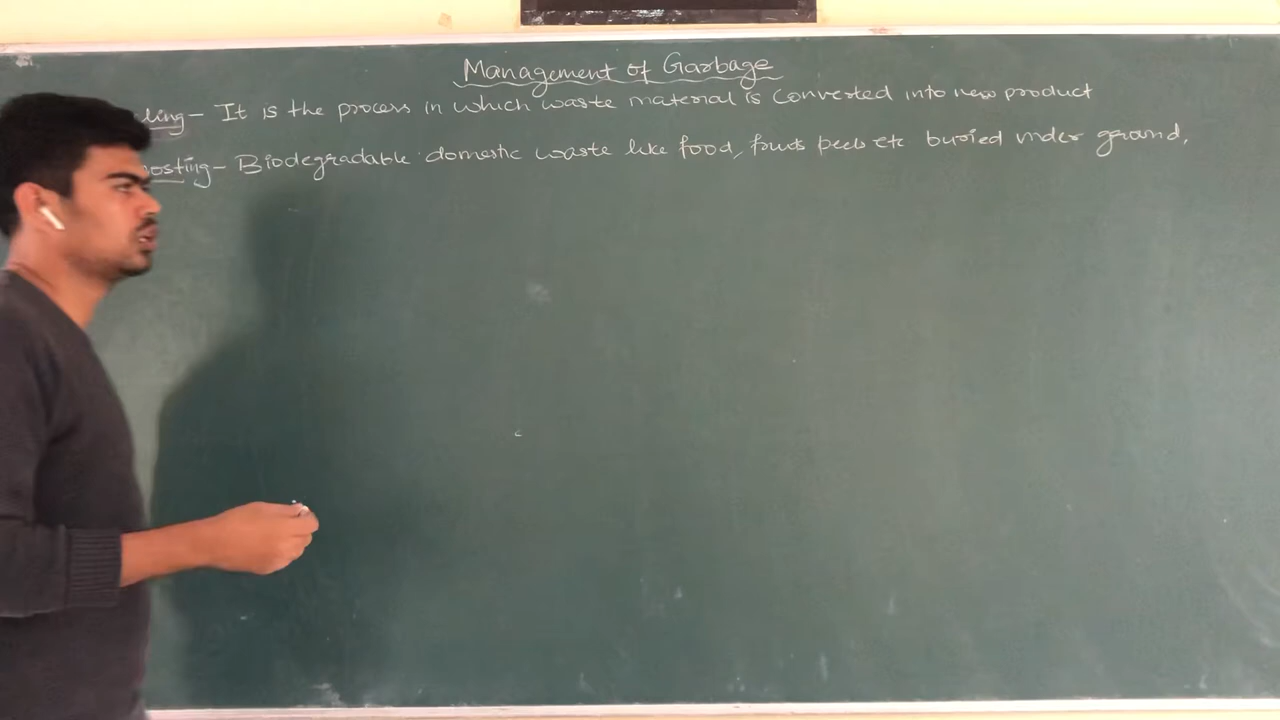 Management of Garbage
ling - It is the process in which waste material is converted into new product
osting - Biodegradable domestic waste like food, fruits peels etc buried under ground,